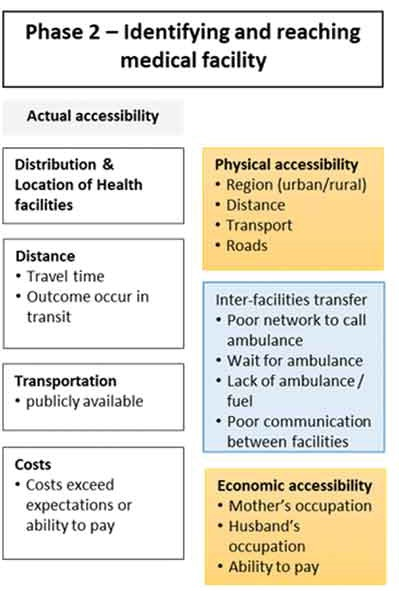 Phase 2 – Identifying and reaching
medical facility
Actual accessibility
Distribution &
Location of Health
facilities
Distance
• Travel time
• Outcome occur in
transit
Transportation
• publicly available
Costs
• Costs exceed
expectations or
ability to pay
Physical accessibility
• Region (urban/rural)
• Distance
• Transport
• Roads
Inter-facilities transfer
• Poor network to call
ambulance
• Wait for ambulance
• Lack of ambulance /
fuel
• Poor communication
between facilities
Economic accessibility
• Mother's occupation
• Husband's
occupation
• Ability to pay